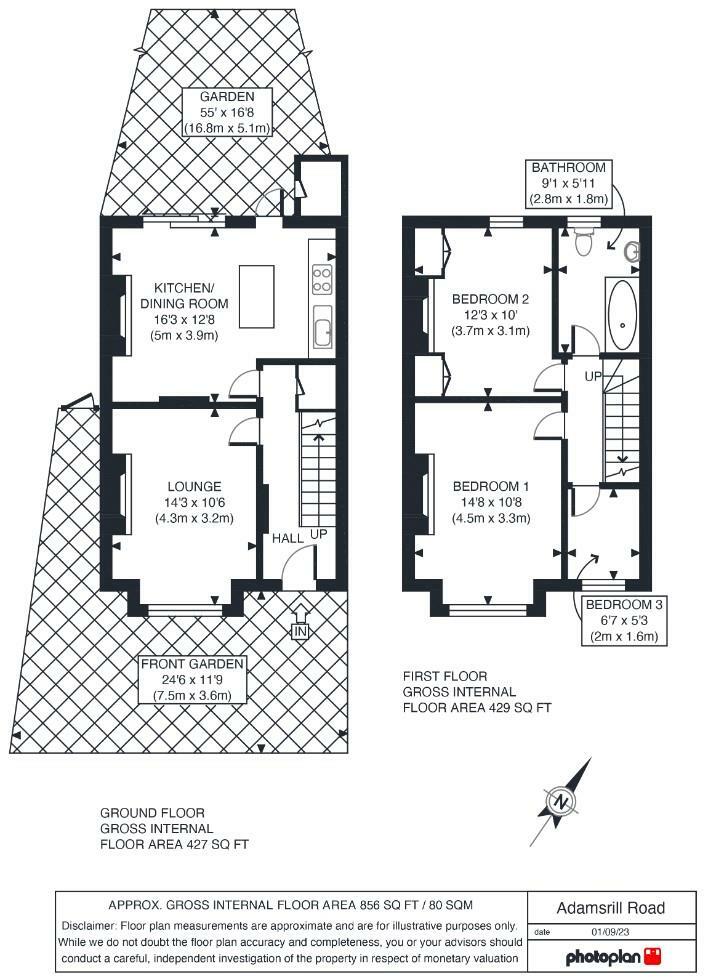 GARDEN
55' x 16'8
(16.8m x 5.1m)
BATHROOM
9'1 x 5'11
(2.8m x 1.8m)
KITCHEN/
DINING ROOM
16'3 x 12'8
(5m x 3.9m)
BEDROOM 2
12'3 x 10'
(3.7m x 3.1m)
UP
LOUNGE
14'3 x 10'6
(4.3m x 3.2m)
BEDROOM 1
14'8 x 10'8
(4.5m x 3.3m)
HALL
UP
IN
BEDROOM 3
6'7 x 5'3
(2m x 1.6m)
FRONT GARDEN
24'6 x 11'9
(7.5m x 3.6m)
FIRST FLOOR
GROSS INTERNAL
FLOOR AREA 429 SQ FT
N
GROUND FLOOR
GROSS INTERNAL
FLOOR AREA 427 SQ FT
APPROX. GROSS INTERNAL FLOOR AREA 856 SQ FT / 80 SQM
Disclaimer: Floor plan measurements are approximate and are for illustrative purposes only.
While we do not doubt the floor plan accuracy and completeness, you or your advisors should
conduct a careful, independent investigation of the property in respect of monetary valuation
Adamsrill Road
date 01/09/23
photoplan